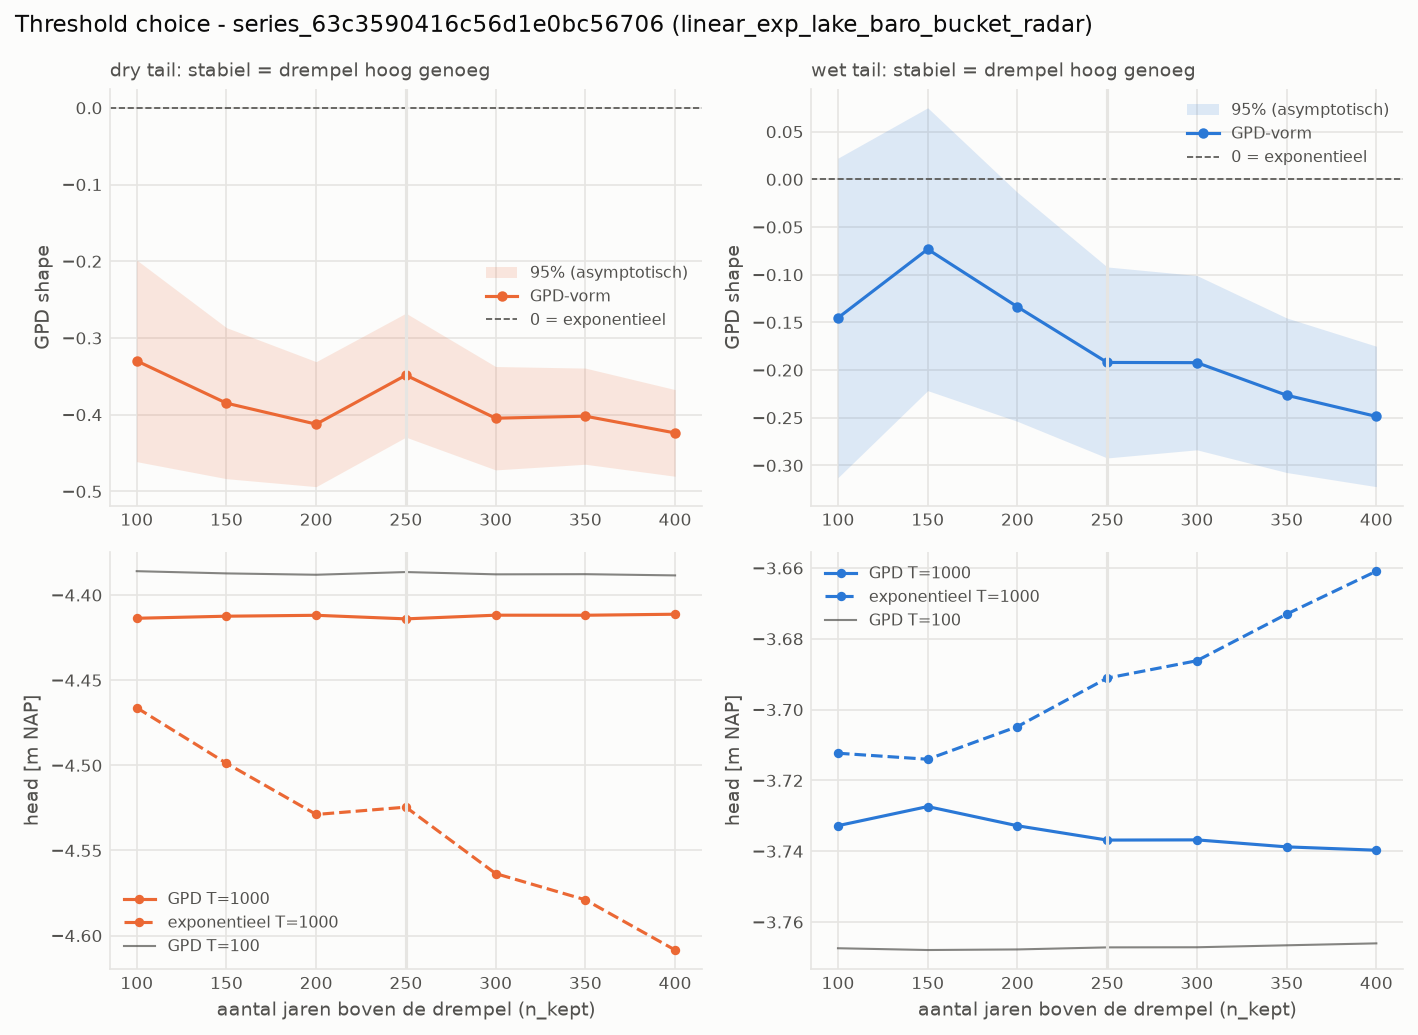 Threshold choice - series_63c3590416c56d1e0bc56706 (linear_exp_lake_baro_bucket_radar)
dry tail: stabiel = drempel hoog genoeg
GPD shape
0.0
−0.1
−0.2
−0.3
−0.4
−0.5
95% (asymptotisch)
GPD-vorm
0 = exponentieel
100 150 200 250 300 350 400
wet tail: stabiel = drempel hoog genoeg
GPD shape
0.05
0.00
−0.05
−0.10
−0.15
−0.20
−0.25
−0.30
95% (asymptotisch)
GPD-vorm
0 = exponentieel
100 150 200 250 300 350 400
head [m NAP]
−4.40
−4.45
−4.50
−4.55
−4.60
GPD T=1000
exponentieel T=1000
GPD T=100
100 150 200 250 300 350 400
aantal jaren boven de drempel (n_kept)
head [m NAP]
−3.66
−3.68
−3.70
−3.72
−3.74
−3.76
GPD T=1000
exponentieel T=1000
GPD T=100
100 150 200 250 300 350 400
aantal jaren boven de drempel (n_kept)